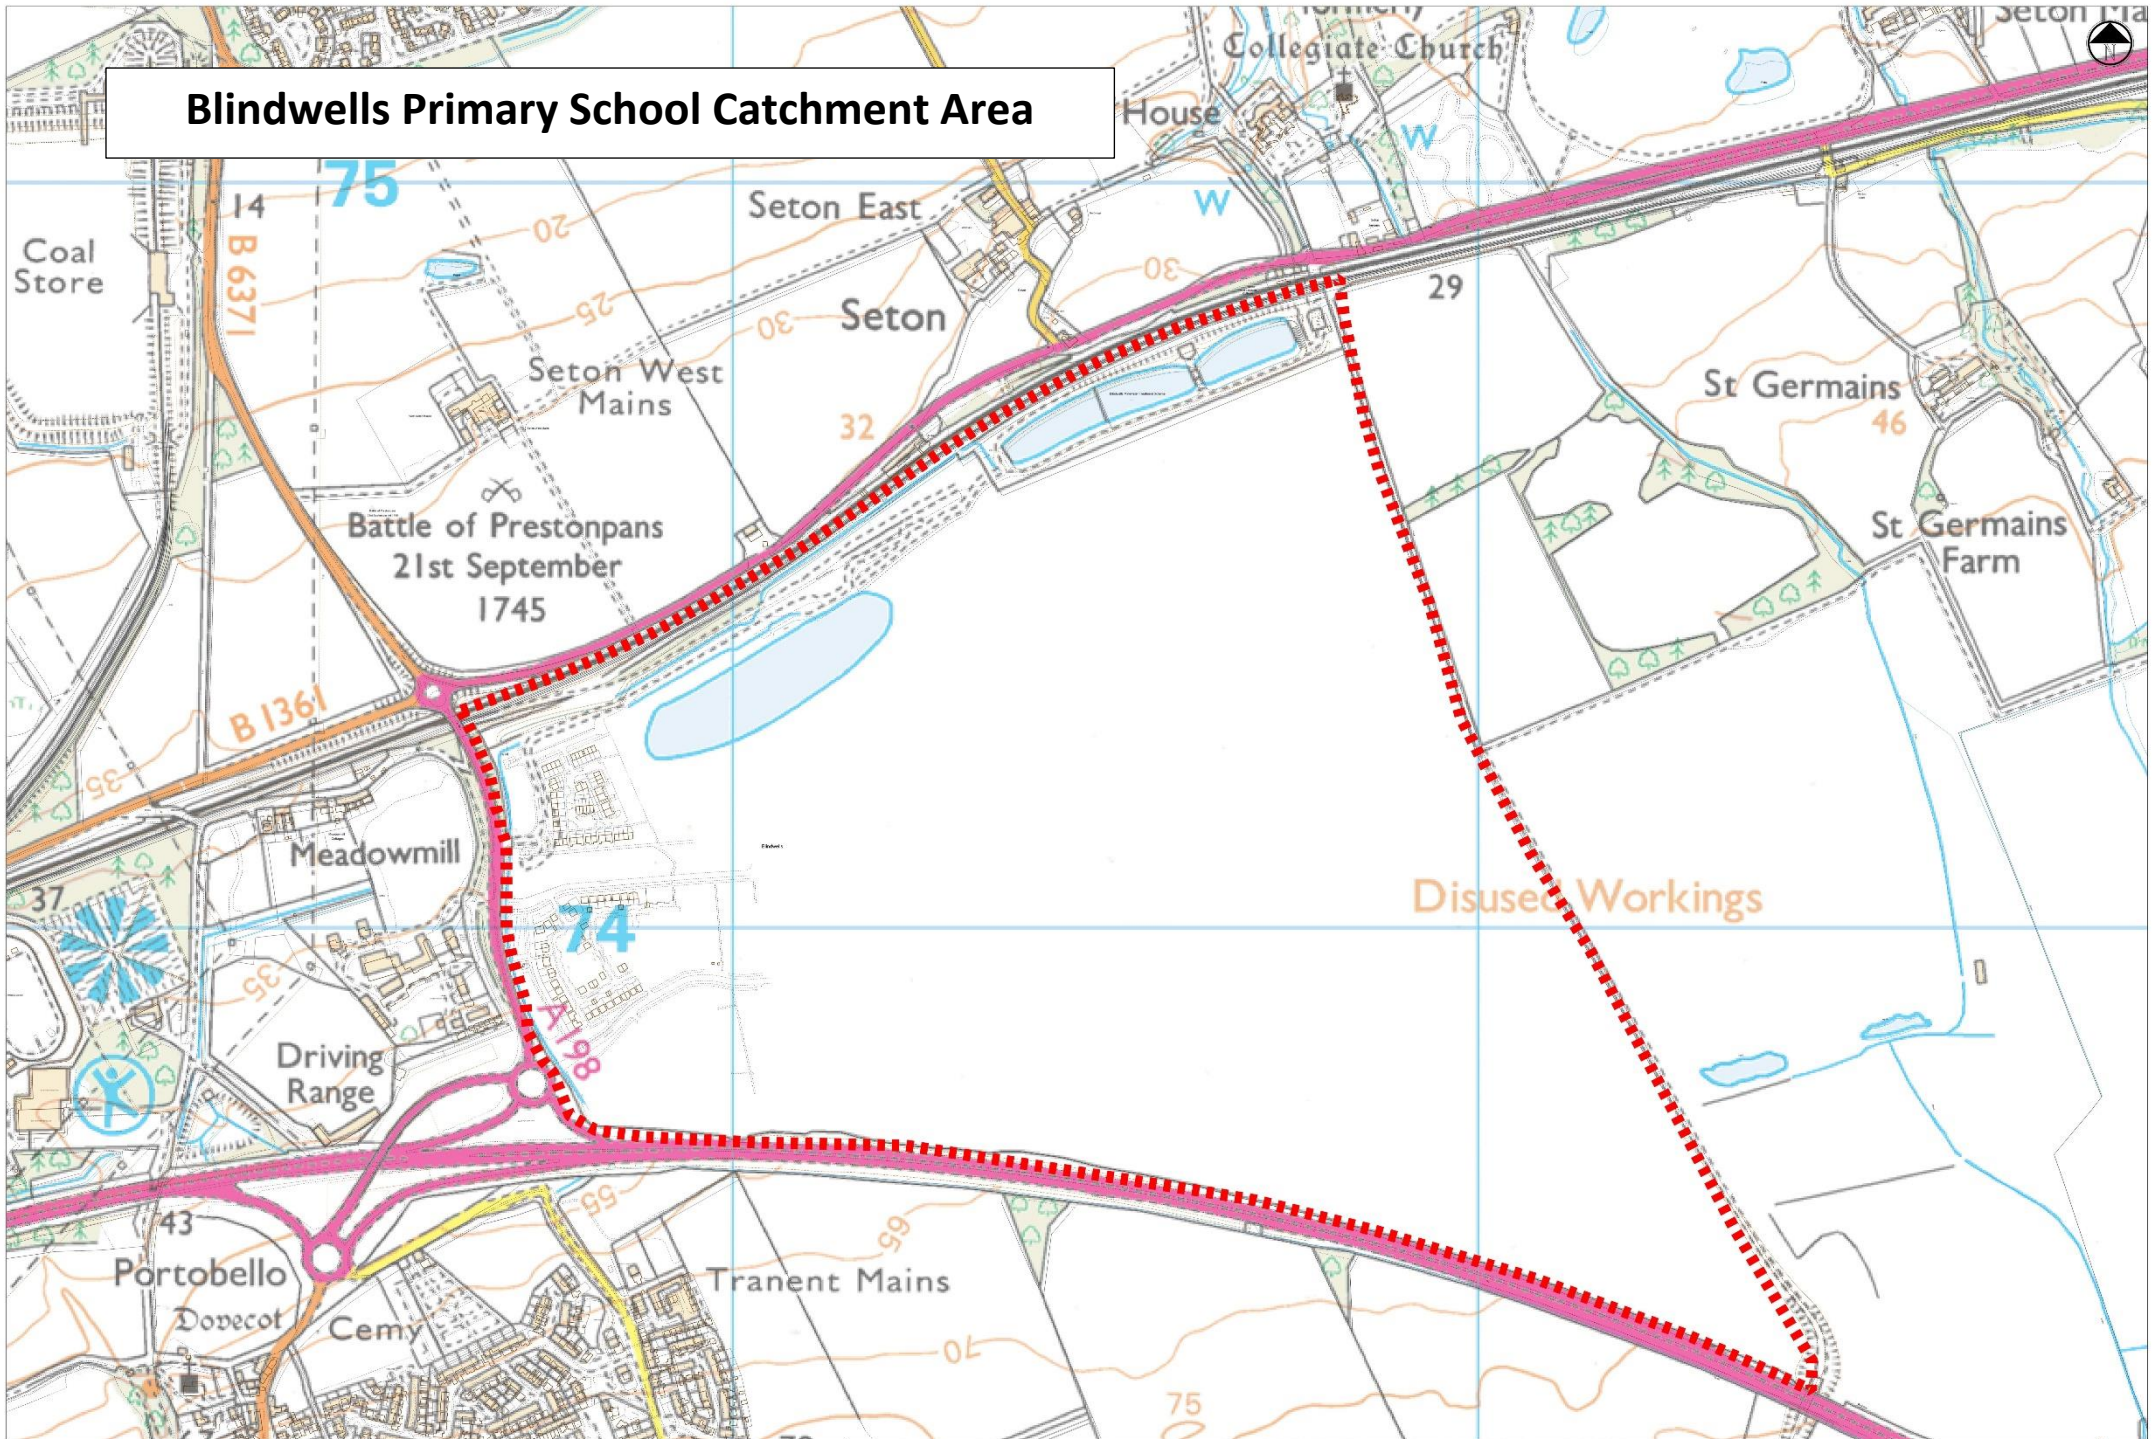 Blindwells Primary School Catchment Area
Collegiate Church
House
W
W
14
75
B 6371
Coal
Store
20
25
30
30
Seton East
Seton
29
Seton West
Mains
32
St Germains
46
Battle of Prestonpans
21st September
1745
St Germains
Farm
B 1361
35
Meadowmill
Blindwells
37
74
Disused Workings
35
A198
Driving
Range
43
55
65
Portobello
Dovecot
Cemy
Tranent Mains
70
75